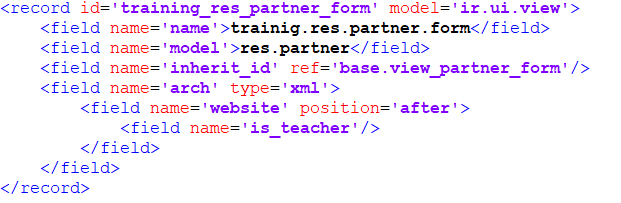 <record id='training_res_partner_form' model='ir.ui.view'>
<field name='name'>trainig.res.partner.form</field>
<field name='model'>res.partner</field>
<field name='inherit_id' ref='base.view_partner_form'/>
<field name='arch' type='xml'>
<field name='website' position='after'>
<field name='is_teacher'/>
</field>
</field>
</record>